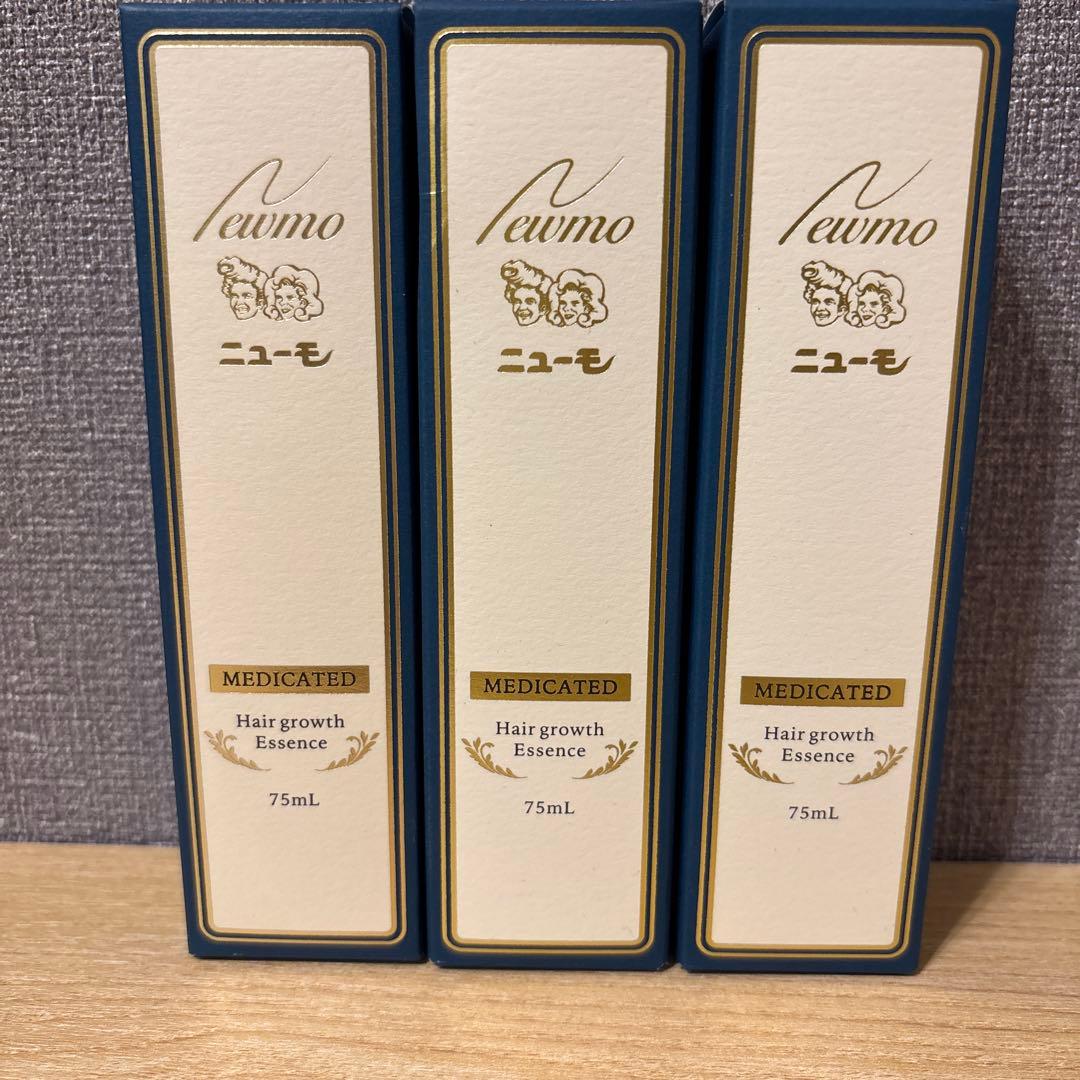 Newmo
ニューモ
MEDICATED
Hair growth
Essence
75mL
Newmo
ニューモ
MEDICATED
Hair growth
Essence
75mL
Newmo
ニューモ
MEDICATED
Hair growth
Essence
75mL